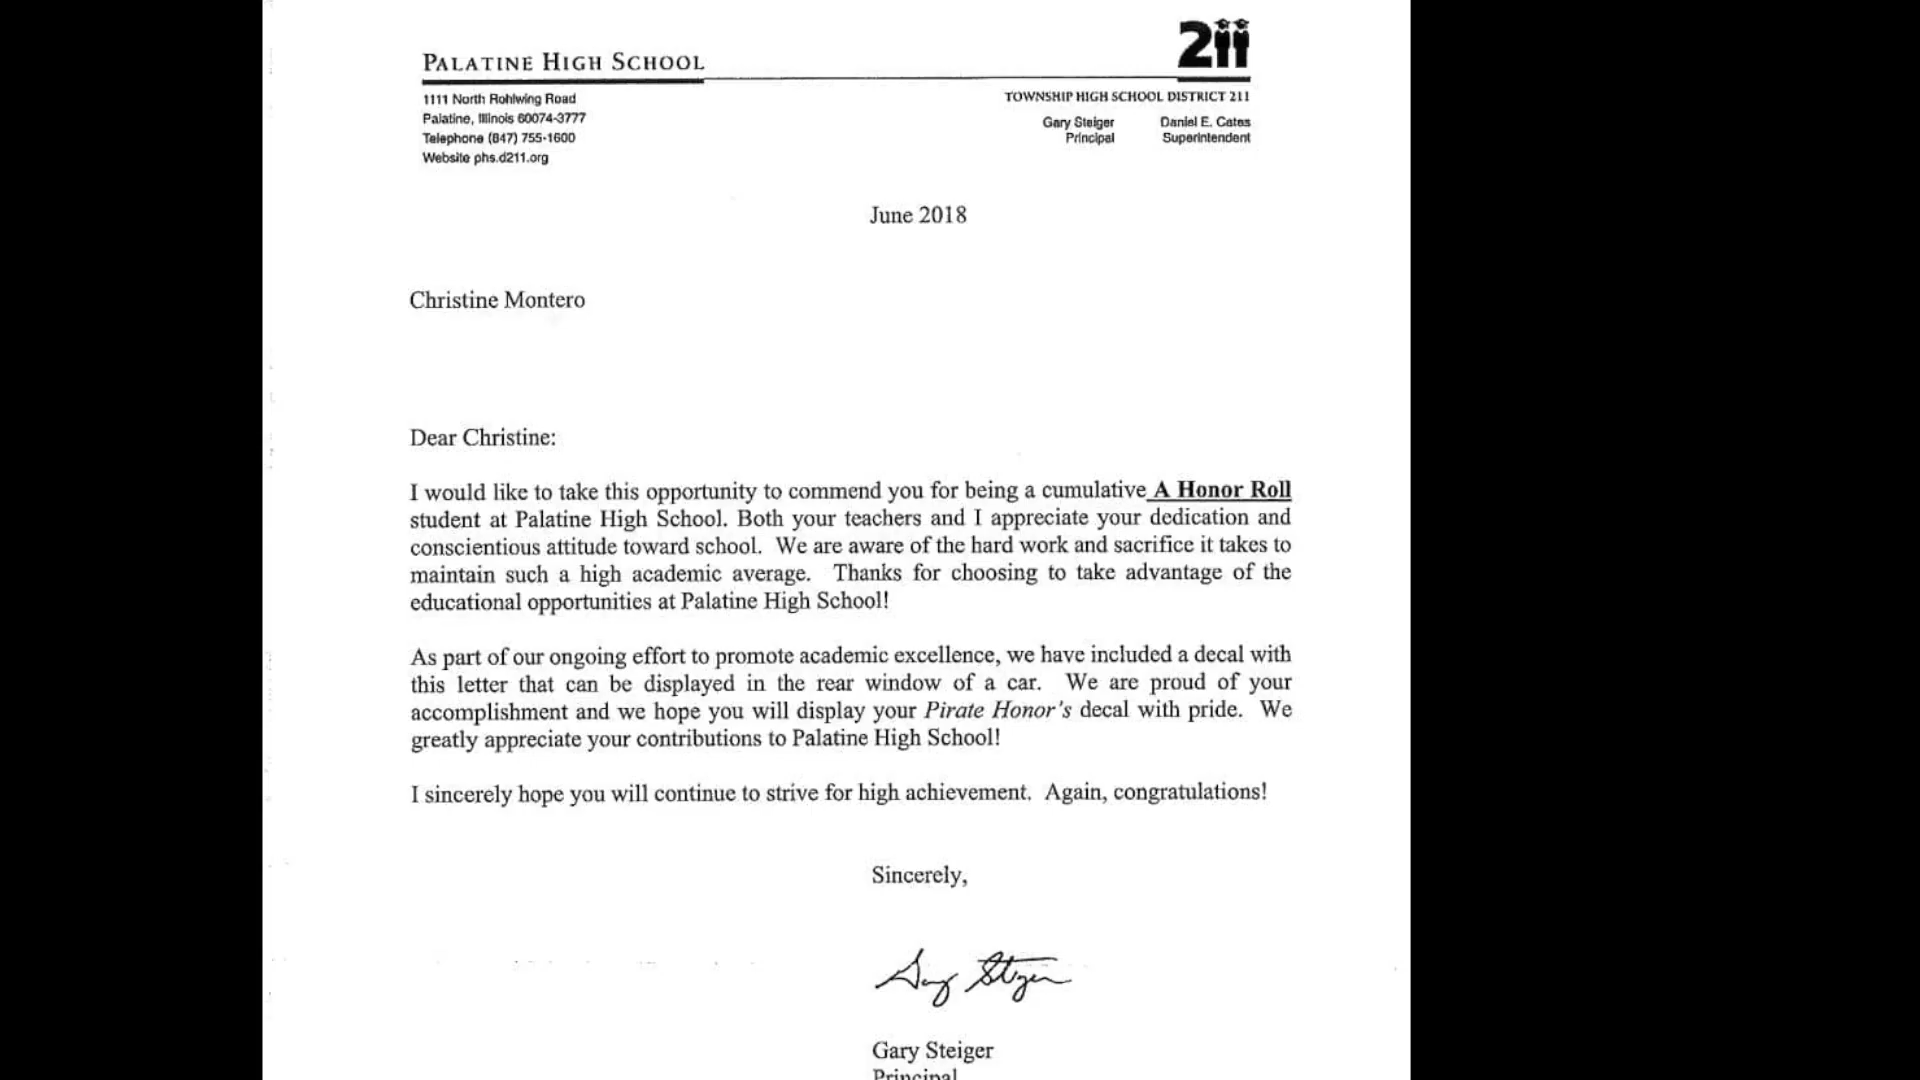 PALATINE HIGH SCHOOL
1111 North Rohlwing Road
Palatine, Illinois 60074-3777
Telephone (847) 755-1600
Website phs.d211.org
211
TOWNSHIP HIGH SCHOOL DISTRICT 211
Gary Steiger Daniel E. Cates
Principal Superintendent
June 2018
Christine Montero
Dear Christine:
I would like to take this opportunity to commend you for being a cumulative A Honor Roll
student at Palatine High School. Both your teachers and I appreciate your dedication and
conscientious attitude toward school. We are aware of the hard work and sacrifice it takes to
maintain such a high academic average. Thanks for choosing to take advantage of the
educational opportunities at Palatine High School!
As part of our ongoing effort to promote academic excellence, we have included a decal with
this letter that can be displayed in the rear window of a car. We are proud of your
accomplishment and we hope you will display your Pirate Honor's decal with pride. We
greatly appreciate your contributions to Palatine High School!
I sincerely hope you will continue to strive for high achievement. Again, congratulations!
Sincerely,
Gary Steiger
Gary Steiger
Principal